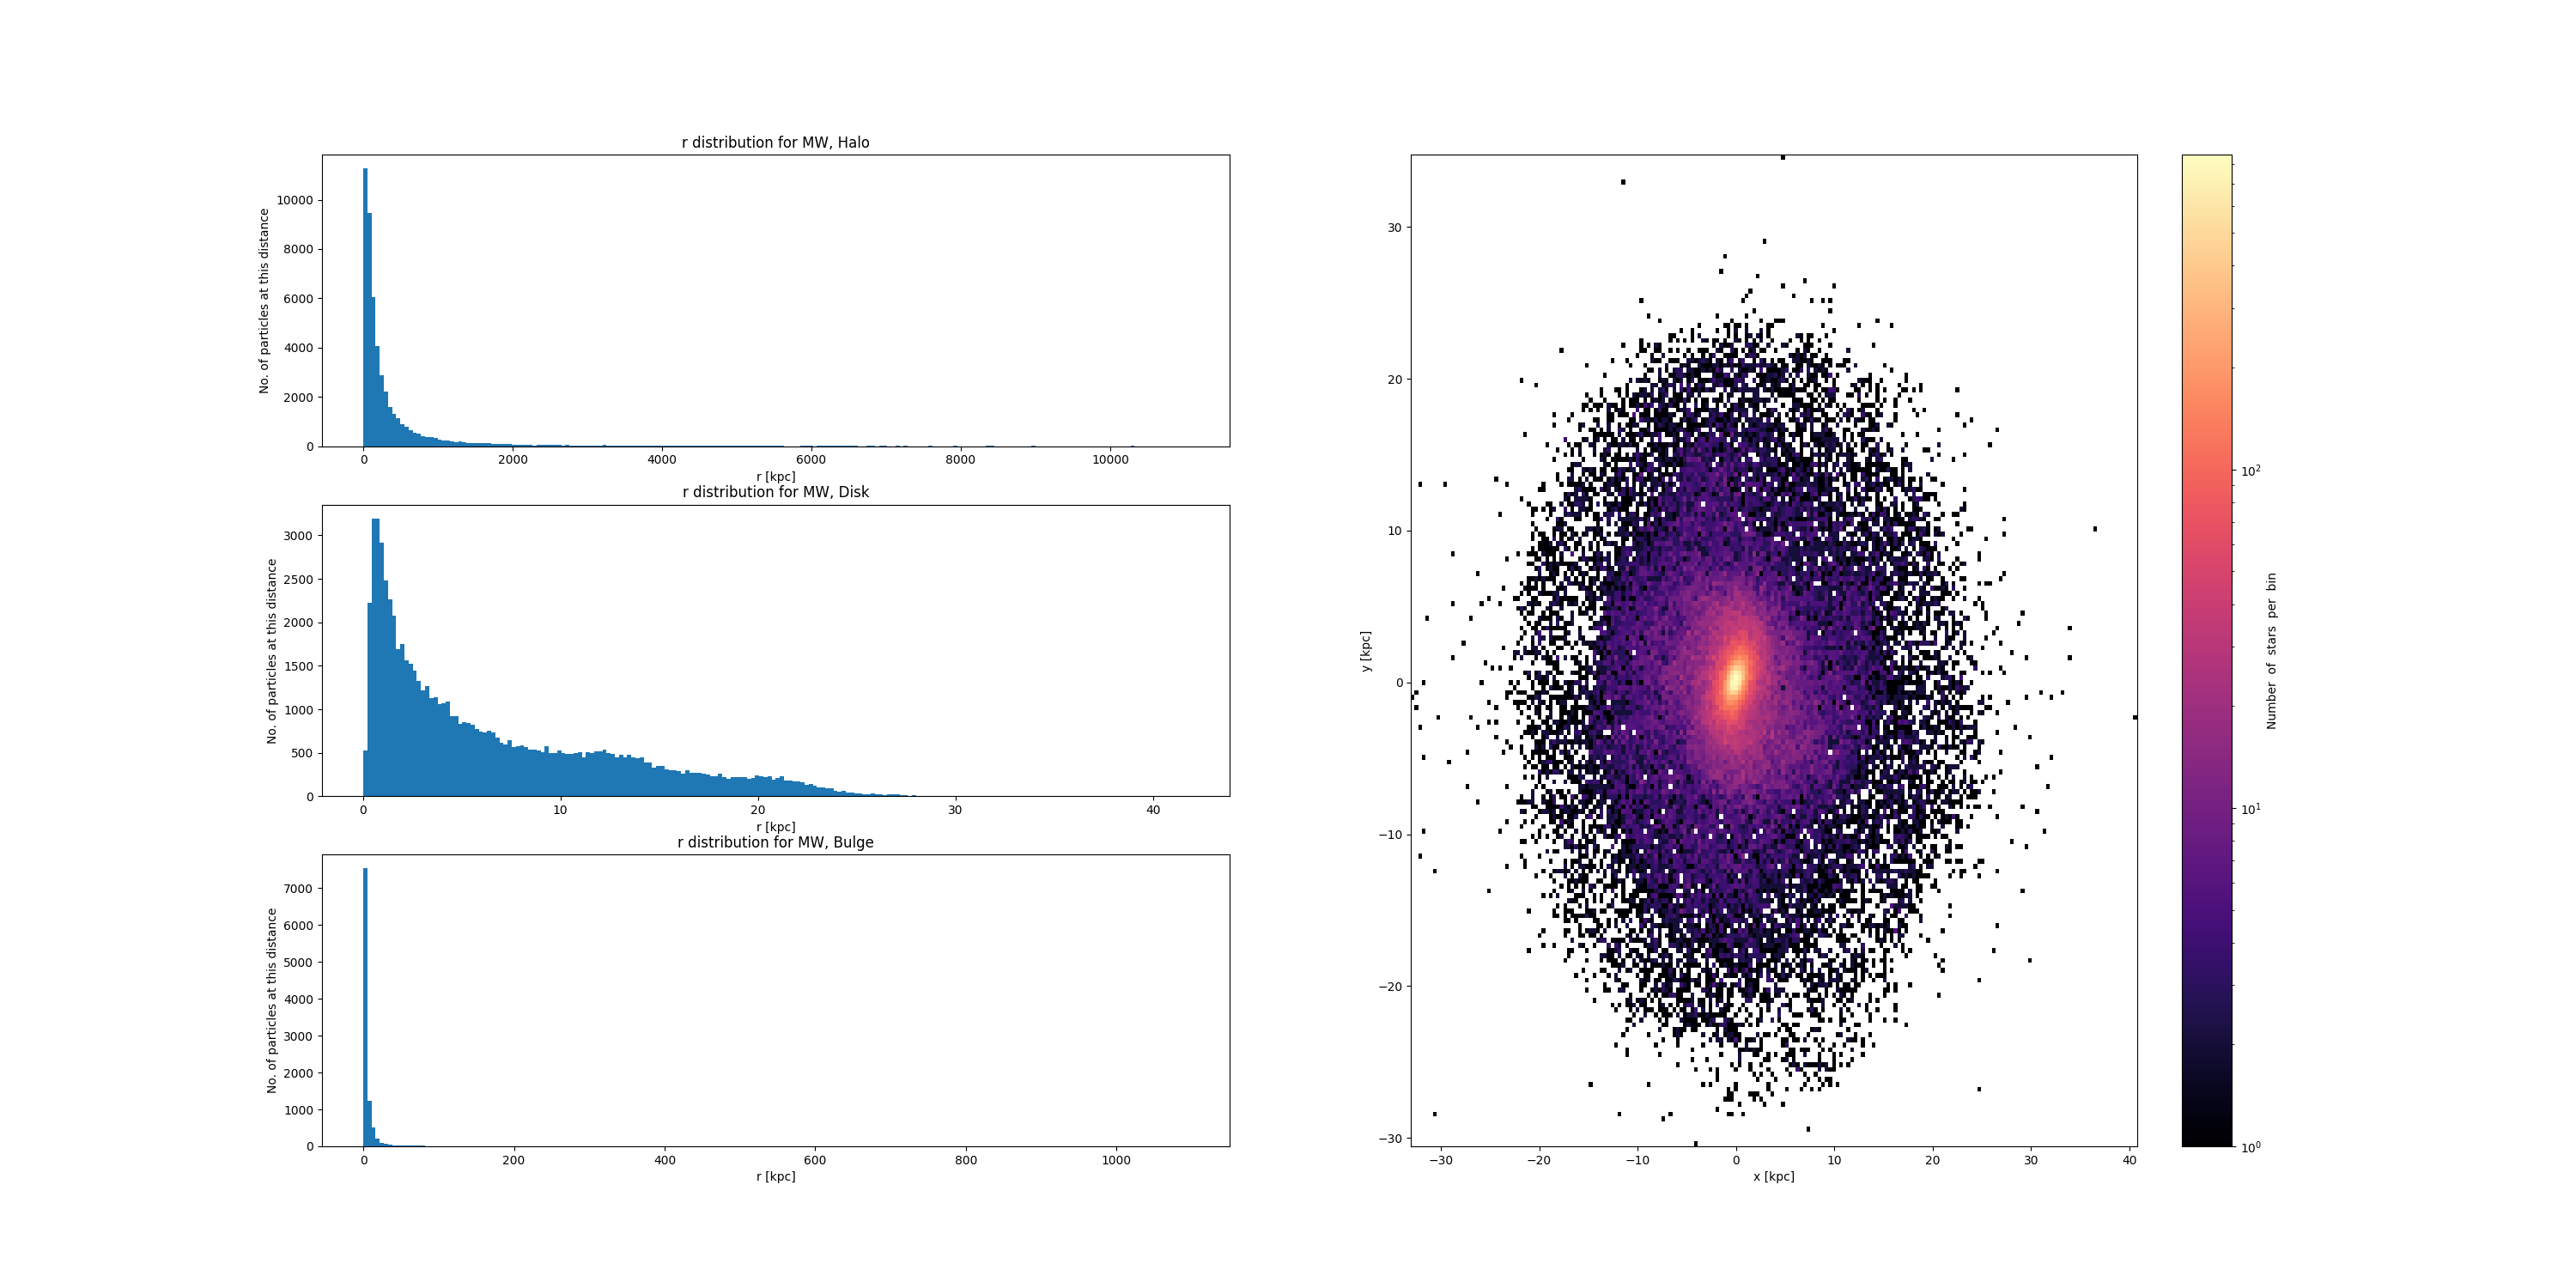 r distribution for MW, Halo
No. of particles at this distance
10000
8000
6000
4000
2000
0
0 2000 4000 6000 8000 10000
r [kpc]
r distribution for MW, Disk
No. of particles at this distance
3000
2500
2000
1500
1000
500
0
0 10 20 30 40
r [kpc]
r distribution for MW, Bulge
No. of particles at this distance
7000
6000
5000
4000
3000
2000
1000
0
0 200 400 600 800 1000
r [kpc]
y [kpc]
30
20
10
0
−10
−20
−30
−30 −20 −10 0 10 20 30 40
x [kpc]
10²
10¹
10⁰
Number of stars per bin